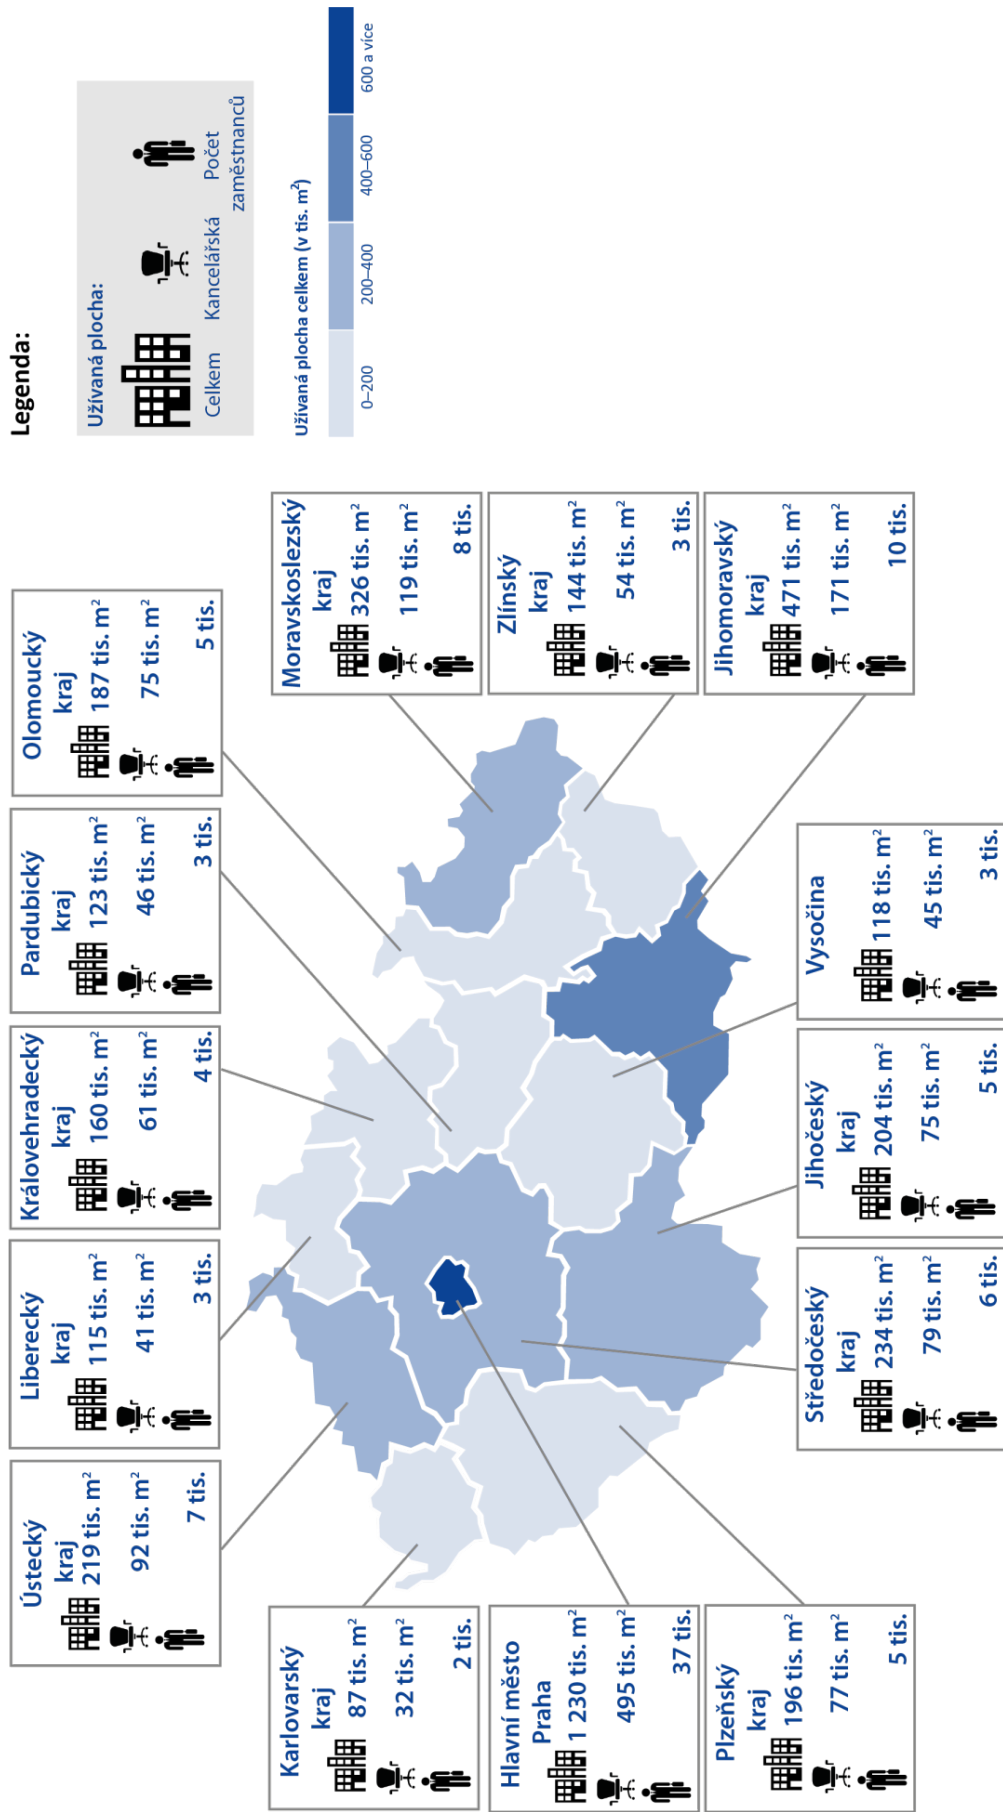 Legenda:
Užívaná plocha:
Celkem
Kancelářská
Počet
zaměstnanců
Užívaná plocha celkem (v tis. m²)
0–200
200–400
400–600
600 a více
Ústecký
kraj
219 tis. m²
92 tis. m²
7 tis.
Liberecký
kraj
115 tis. m²
41 tis. m²
3 tis.
Královehradecký
kraj
160 tis. m²
61 tis. m²
4 tis.
Pardubický
kraj
123 tis. m²
46 tis. m²
3 tis.
Olomoucký
kraj
187 tis. m²
75 tis. m²
5 tis.
Karlovarský
kraj
87 tis. m²
32 tis. m²
2 tis.
Hlavní město
Praha
1 230 tis. m²
495 tis. m²
37 tis.
Plzeňský
kraj
196 tis. m²
77 tis. m²
5 tis.
Moravskoslezský
kraj
326 tis. m²
119 tis. m²
8 tis.
Zlínský
kraj
144 tis. m²
54 tis. m²
3 tis.
Jihomoravský
kraj
471 tis. m²
171 tis. m²
10 tis.
Středočeský
kraj
234 tis. m²
79 tis. m²
6 tis.
Jihočeský
kraj
204 tis. m²
75 tis. m²
5 tis.
Vysočina
118 tis. m²
45 tis. m²
3 tis.